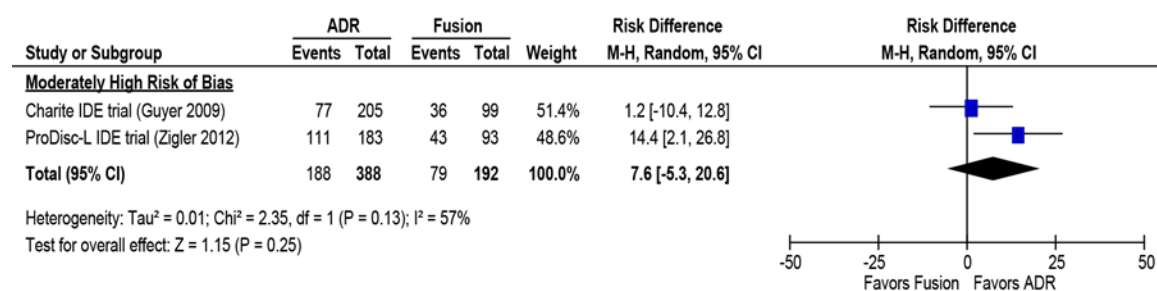 ADR Fusion Risk Difference Risk Difference
Study or Subgroup Events Total Events Total Weight M-H, Random, 95% CI M-H, Random, 95% CI
Moderately High Risk of Bias
Charite IDE trial (Guyer 2009) 77 205 36 99 51.4% 1.2 [-10.4, 12.8]
ProDisc-L IDE trial (Zigler 2012) 111 183 43 93 48.6% 14.4 [2.1, 26.8]
Total (95% CI) 188 388 79 192 100.0% 7.6 [-5.3, 20.6]
Heterogeneity: Tau² = 0.01; Chi² = 2.35, df = 1 (P = 0.13); I² = 57%
Test for overall effect: Z = 1.15 (P = 0.25)
-50 -25 0 25 50
Favors Fusion Favors ADR